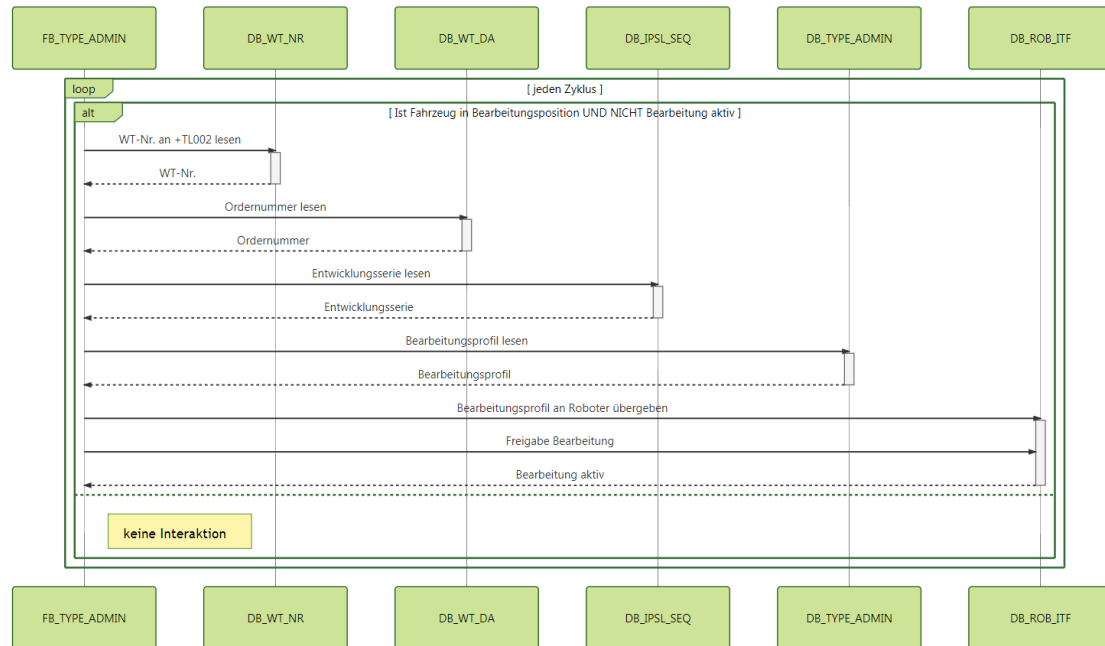 FB_TYPE_ADMIN
DB_WT_NR
DB_WT_DA
DB_IPSL_SEQ
DB_TYPE_ADMIN
DB_ROB_ITF
loop
[ jeden Zyklus ]
alt
[ Ist Fahrzeug in Bearbeitungsposition UND NICHT Bearbeitung aktiv ]
WT-Nr. an +TL002 lesen
WT-Nr.
Ordernummer lesen
Ordernummer
Entwicklungsserie lesen
Entwicklungsserie
Bearbeitungsprofil lesen
Bearbeitungsprofil
Bearbeitungsprofil an Roboter übergeben
Freigabe Bearbeitung
Bearbeitung aktiv
keine Interaktion
FB_TYPE_ADMIN
DB_WT_NR
DB_WT_DA
DB_IPSL_SEQ
DB_TYPE_ADMIN
DB_ROB_ITF